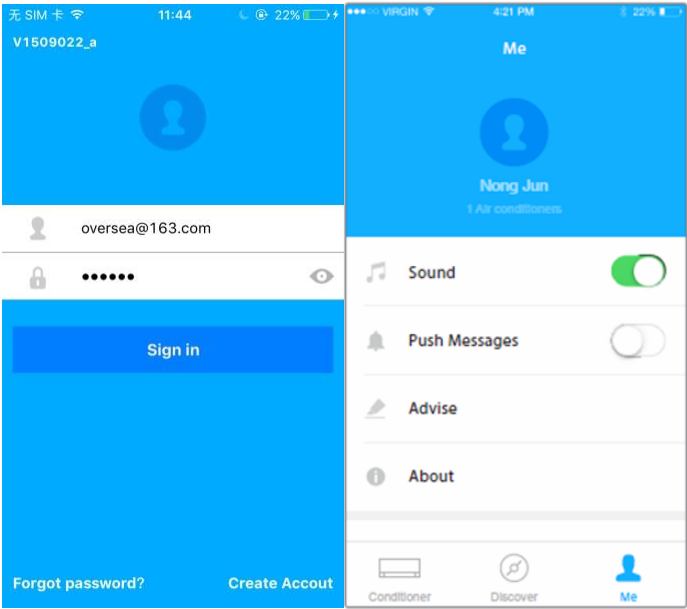 无 SIM 卡
11:44
22%
V1509022_a
oversea@163.com
••••••
Sign in
Forgot password?
Create Accout
VIRGIN
4:21 PM
22%
Me
Nong Jun
1 Air conditioners
Sound
Push Messages
Advise
About
Conditioner
Discover
Me